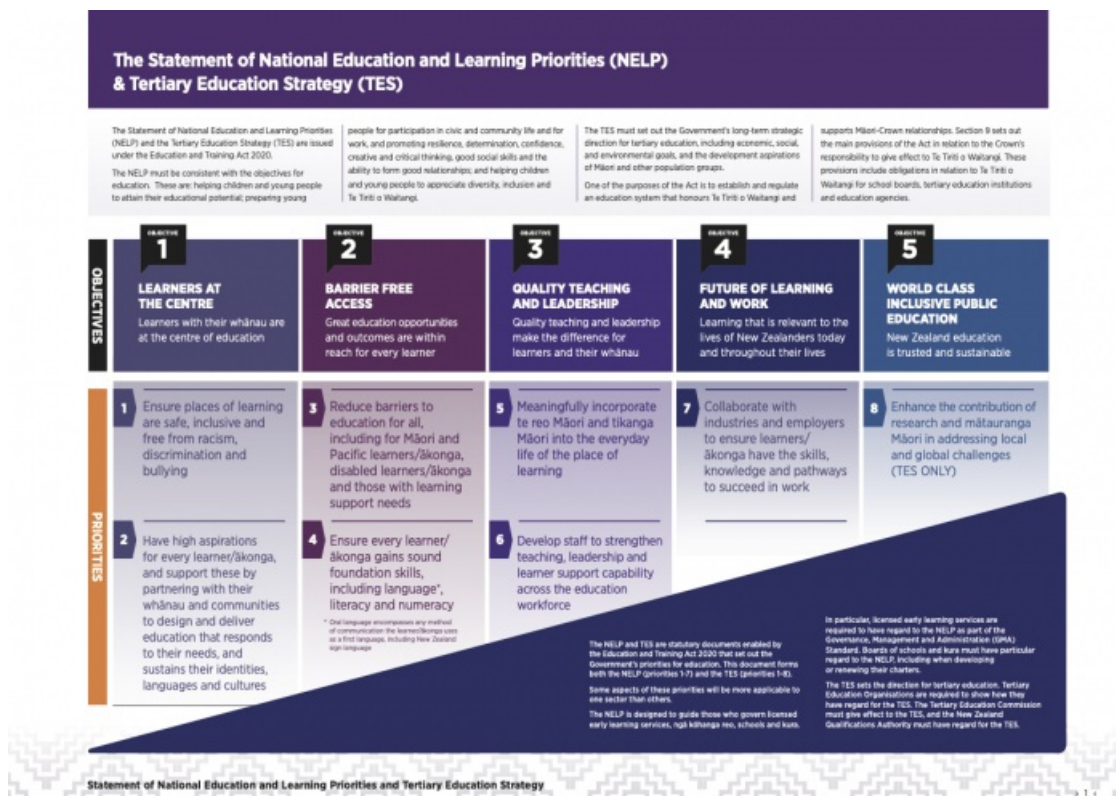 The Statement of National Education and Learning Priorities (NELP)
& Tertiary Education Strategy (TES)
The Statement of National Education and Learning Priorities
(NELP) and the Tertiary Education Strategy (TES) are issued
under the Education and Training Act 2020.
The NELP must be consistent with the objectives for
education. These are: helping children and young people
to attain their educational potential; preparing young
people for participation in civic and community life and for
work, and promoting resilience, determination, confidence,
creative and critical thinking, good social skills and the
ability to form good relationships; and helping children
and young people to appreciate diversity, inclusion and
Te Tiriti o Waitangi.
The TES must set out the Government's long-term strategic
direction for tertiary education, including economic, social,
and environmental goals, and the development aspirations
of Māori and other population groups.
One of the purposes of the Act is to establish and regulate
an education system that honours Te Tiriti o Waitangi and
supports Māori-Crown relationships. Section 9 sets out
the main provisions of the Act in relation to the Crown's
responsibility to give effect to Te Tiriti o Waitangi. These
provisions include obligations in relation to Te Tiriti o
Waitangi for school boards, tertiary education institutions
and education agencies.
OBJECTIVES
OBJECTIVE
1
LEARNERS AT
THE CENTRE
Learners with their whānau are
at the centre of education
OBJECTIVE
2
BARRIER FREE
ACCESS
Great education opportunities
and outcomes are within
reach for every learner
OBJECTIVE
3
QUALITY TEACHING
AND LEADERSHIP
Quality teaching and leadership
make the difference for
learners and their whānau
OBJECTIVE
4
FUTURE OF LEARNING
AND WORK
Learning that is relevant to the
lives of New Zealanders today
and throughout their lives
OBJECTIVE
5
WORLD CLASS
INCLUSIVE PUBLIC
EDUCATION
New Zealand education
is trusted and sustainable
PRIORITIES
1
Ensure places of learning
are safe, inclusive and
free from racism,
discrimination and
bullying
2
Have high aspirations
for every learner/ākonga,
and support these by
partnering with their
whānau and communities
to design and deliver
education that responds
to their needs, and
sustains their identities,
languages and cultures
3
Reduce barriers to
education for all,
including for Māori and
Pacific learners/ākonga,
disabled learners/ākonga
and those with learning
support needs
4
Ensure every learner/
ākonga gains sound
foundation skills,
including language*,
literacy and numeracy
* Oral language encompasses any method
of communication the learner/ākonga uses
as a first language, including New Zealand
sign language
5
Meaningfully incorporate
te reo Māori and tikanga
Māori into the everyday
life of the place of
learning
6
Develop staff to strengthen
teaching, leadership and
learner support capability
across the education
workforce
7
Collaborate with
industries and employers
to ensure learners/
ākonga have the skills,
knowledge and pathways
to succeed in work
8
Enhance the contribution of
research and mātauranga
Māori in addressing local
and global challenges
(TES ONLY)
The NELP and TES are statutory documents enabled by
the Education and Training Act 2020 that set out the
Government's priorities for education. This document forms
both the NELP (priorities 1-7) and the TES (priorities 1-8).
Some aspects of these priorities will be more applicable to
one sector than others.
The NELP is designed to guide those who govern licensed
early learning services, ngā kōhanga reo, schools and kura.
In particular, licensed early learning services are
required to have regard to the NELP as part of the
Governance, Management and Administration (GMA)
Standard. Boards of schools and kura must have particular
regard to the NELP, including when developing
or renewing their charters.
The TES sets the direction for tertiary education. Tertiary
Education Organisations are required to show how they
have regard for the TES. The Tertiary Education Commission
must give effect to the TES, and the New Zealand
Qualifications Authority must have regard for the TES.
Statement of National Education and Learning Priorities and Tertiary Education Strategy
1